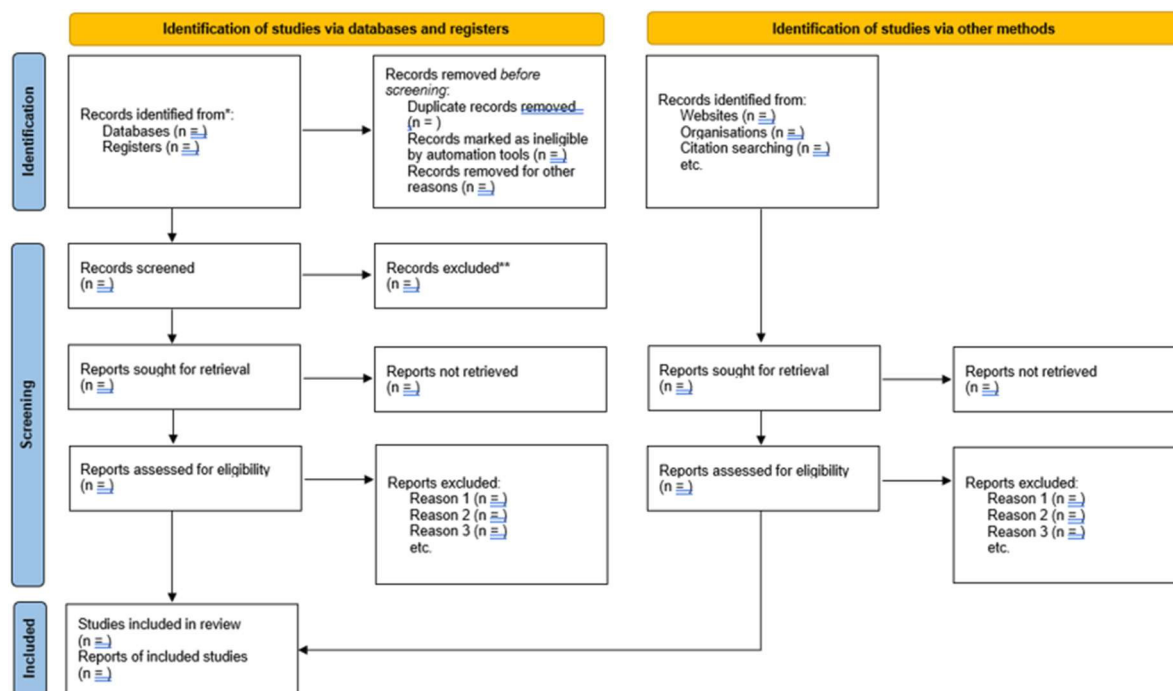 Identification of studies via databases and registers
Identification of studies via other methods
Identification
Records identified from*:
Databases (n = )
Registers (n = )
Records removed before
screening:
Duplicate records removed
(n = )
Records marked as ineligible
by automation tools (n = )
Records removed for other
reasons (n = )
Records identified from:
Websites (n = )
Organisations (n = )
Citation searching (n = )
etc.
Screening
Records screened
(n = )
Records excluded**
(n = )
Reports sought for retrieval
(n = )
Reports not retrieved
(n = )
Reports sought for retrieval
(n = )
Reports not retrieved
(n = )
Reports assessed for eligibility
(n = )
Reports excluded:
Reason 1 (n = )
Reason 2 (n = )
Reason 3 (n = )
etc.
Reports assessed for eligibility
(n = )
Reports excluded:
Reason 1 (n = )
Reason 2 (n = )
Reason 3 (n = )
etc.
Included
Studies included in review
(n = )
Reports of included studies
(n = )